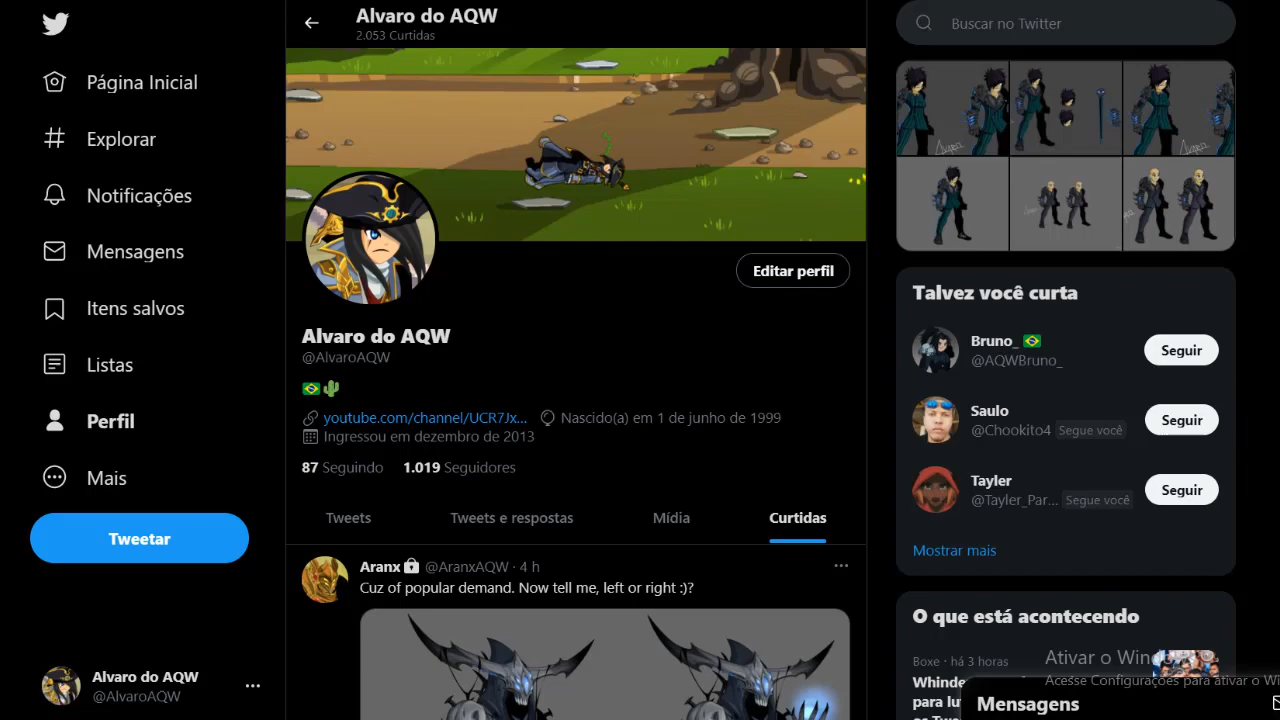 Página Inicial
Explorar
Notificações
Mensagens
Itens salvos
Listas
Perfil
Mais
Tweetar
Alvaro do AQW
@AlvaroAQW
Alvaro do AQW
2.053 Curtidas
Editar perfil
Alvaro do AQW
@AlvaroAQW
youtube.com/channel/UCR7Jx... Nascido(a) em 1 de junho de 1999
Ingressou em dezembro de 2013
87 Seguindo 1.019 Seguidores
Tweets Tweets e respostas Mídia Curtidas
Aranx @AranxAQW · 4 h
Cuz of popular demand. Now tell me, left or right :)?
Buscar no Twitter
Talvez você curta
Bruno_
@AQWBruno_
Seguir
Saulo
@Chookito4 Segue você
Seguir
Tayler
@Tayler_Par... Segue você
Seguir
Mostrar mais
O que está acontecendo
Boxe · há 3 horas
Ativar o
Acesse Configurações para ativar o
para
Mensagens